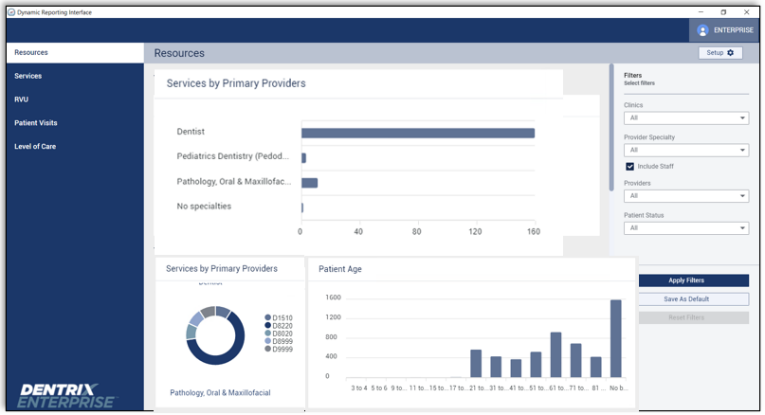 Dynamic Reporting Interface
ENTERPRISE
Resources
Services
RVU
Patient Visits
Level of Care
Resources
Setup
Services by Primary Providers
Dentist
Pediatrics Dentistry (Pedod...
Pathology, Oral & Maxillofac...
No specialties
0 40 80 120 160
Filters
Select filters
Clinics
All
Provider Specialty
All
Include Staff
Providers
All
Patient Status
All
Apply Filters
Save As Default
Reset Filters
Services by Primary Providers
D1510
D8220
D8020
D8999
D9999
Pathology, Oral & Maxillofacial
Patient Age
1600
1200
800
400
0
3 to 4 5 to 6 9 to... 11 to... 15 to... 17 to... 21 to... 31 to... 41 to... 51 to... 61 to... 71 to... 81 ... No b...
DENTRIX
ENTERPRISE